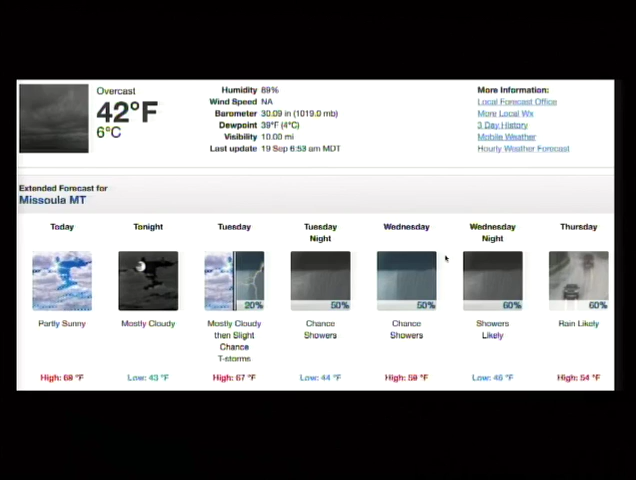 Overcast
42°F
6°C
Humidity 89%
Wind Speed NA
Barometer 30.09 in (1019.0 mb)
Dewpoint 39°F (4°C)
Visibility 10.00 mi
Last update 19 Sep 6:53 am MDT
More Information:
Local Forecast Office
More Local Wx
3 Day History
Mobile Weather
Hourly Weather Forecast
Extended Forecast for
Missoula MT
Today
Partly Sunny
High: 69 °F
Tonight
Mostly Cloudy
Low: 43 °F
Tuesday
20%
Mostly Cloudy
then Slight
Chance
T-storms
High: 67 °F
Tuesday
Night
50%
Chance
Showers
Low: 44 °F
Wednesday
50%
Chance
Showers
High: 59 °F
Wednesday
Night
60%
Showers
Likely
Low: 46 °F
Thursday
60%
Rain Likely
High: 54 °F